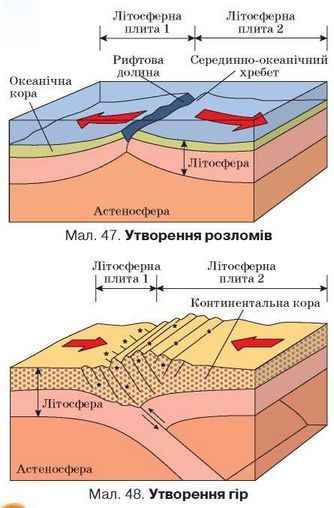 Літосферна плита 1
Літосферна плита 2
Рифтова долина
Серединно-океанічний хребет
Океанічна кора
Літосфера
Астеносфера
Мал. 47. Утворення розломів
Літосферна плита 1
Літосферна плита 2
Континентальна кора
Літосфера
Астеносфера
Мал. 48. Утворення гір